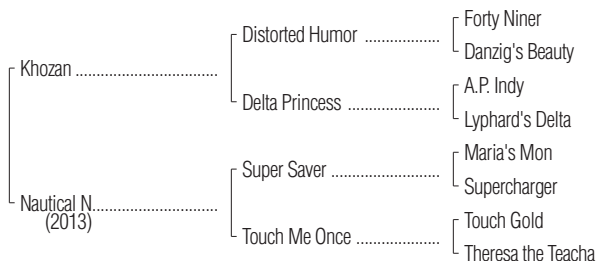 Forty Niner
Distorted Humor ..................
Danzig's Beauty
Khozan ..................................
A.P. Indy
Delta Princess ......................
Lyphard's Delta
Maria's Mon
Super Saver ..........................
Supercharger
Nautical N..............................
(2013)
Touch Gold
Touch Me Once ....................
Theresa the Teacha